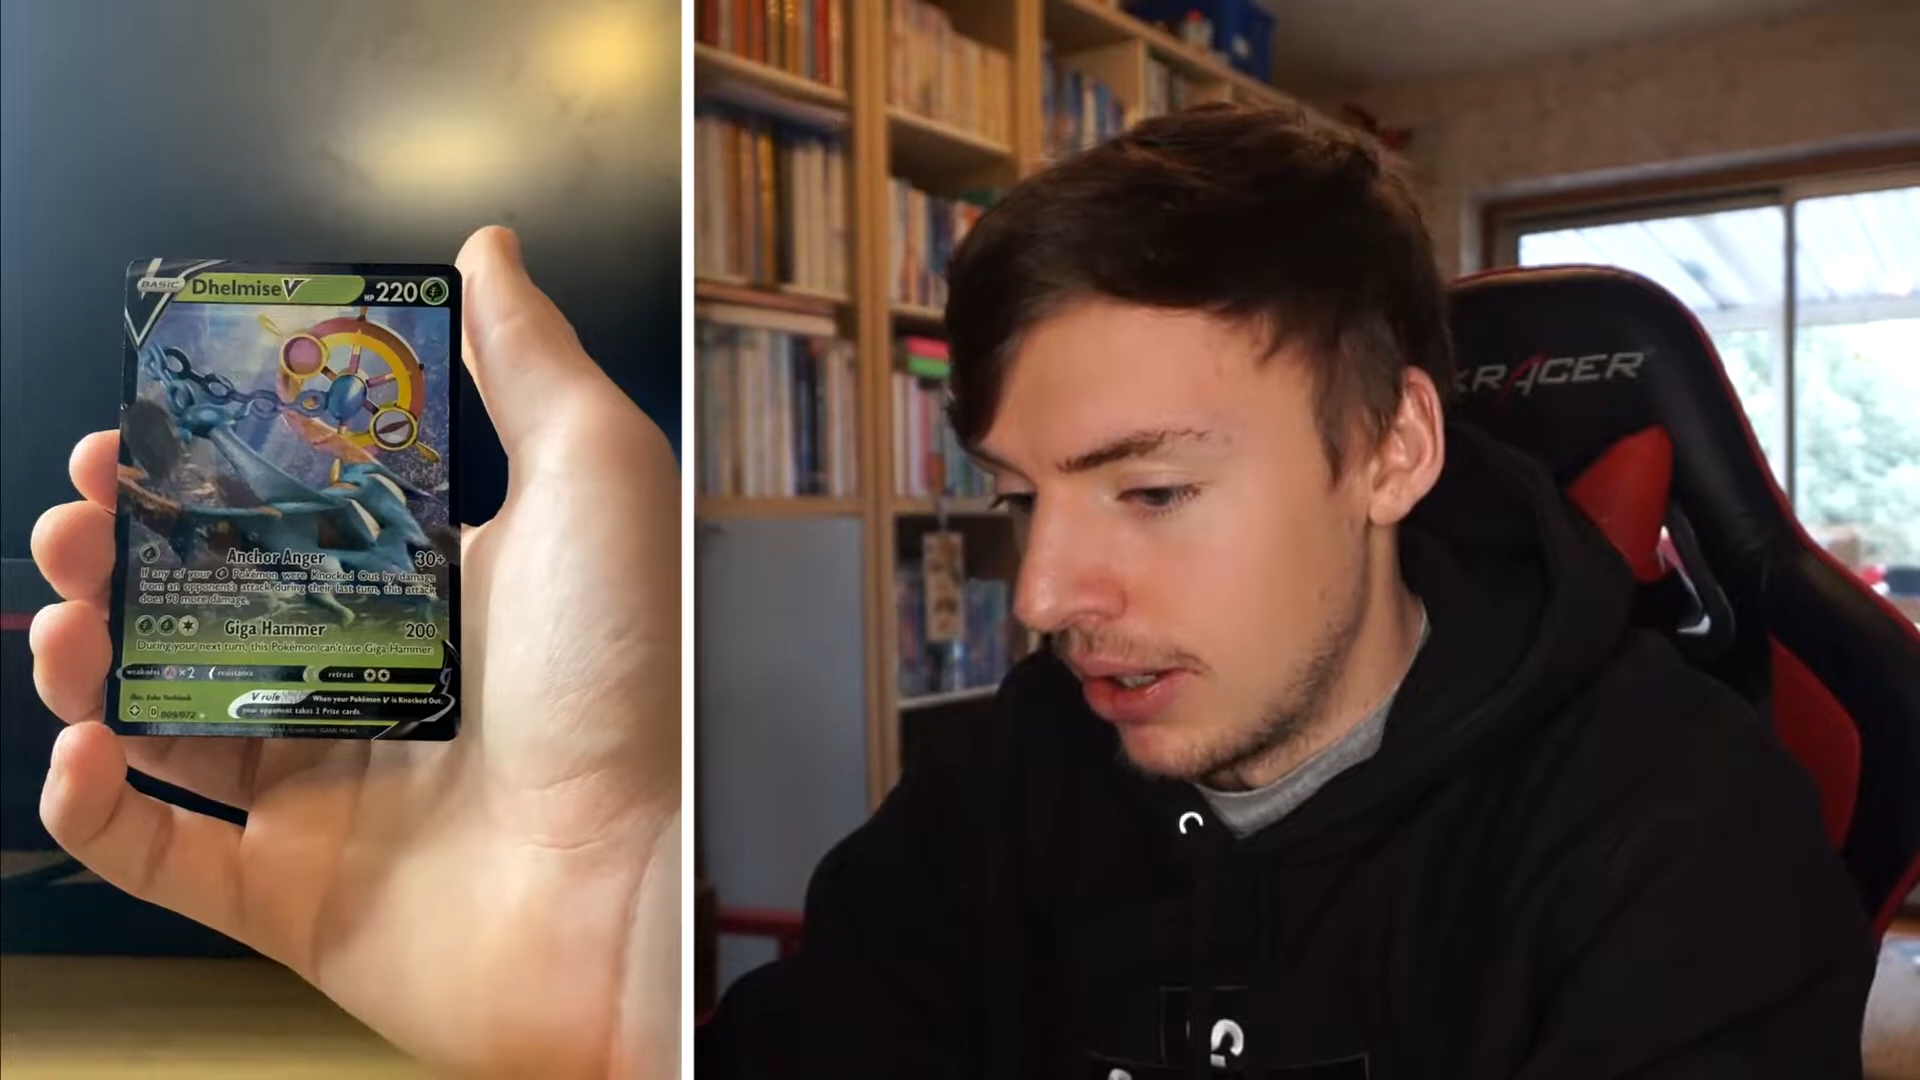 BASIC
Dhelmise V
HP 220
Anchor Anger 30+
If any of your Pokémon were Knocked Out by damage
from an opponent's attack during their last turn, this attack
does 90 more damage.
Giga Hammer 200
During your next turn, this Pokémon can't use Giga Hammer
weakness ×2 resistance retreat
V rule When your Pokémon V is Knocked Out,
your opponent takes 2 Prize cards.
D 009/072
RACER